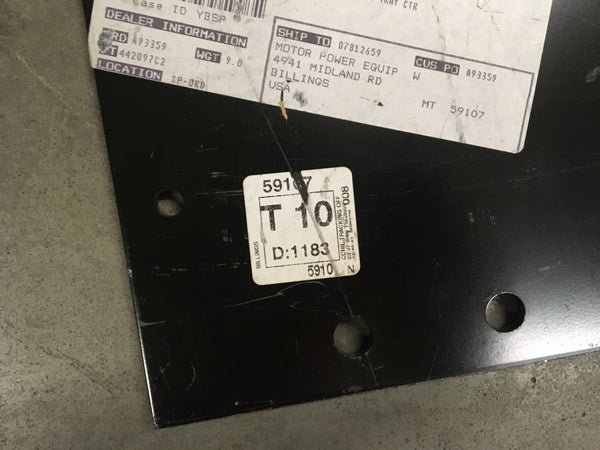 Case ID YBSP
DEALER INFORMATION
ORD A93359
442097C2 WGT 9.0
LOCATION SP-ORD
SHIP TO 07012659
MOTOR POWER EQUIP
4941 MIDLAND RD W
BILLINGS MT 59107
USA
CUS PO A93359
59107
T 10
D:1183
5910
BILLINGS
N